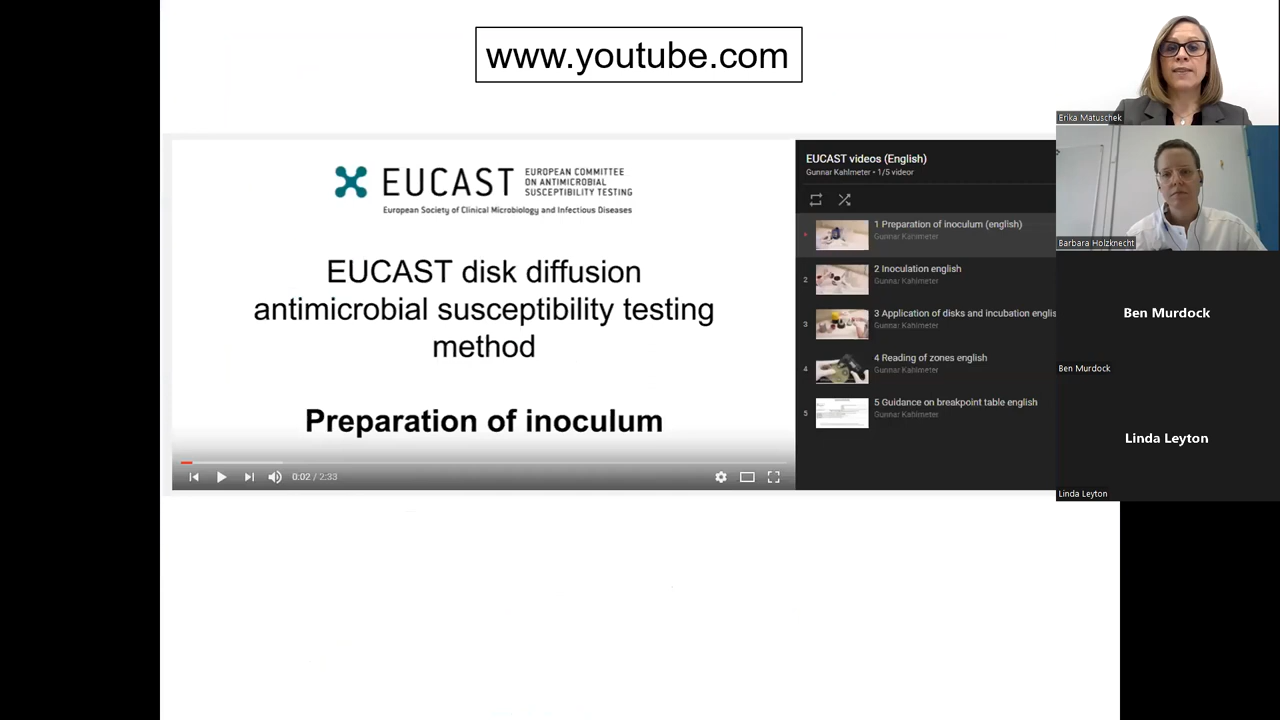 www.youtube.com
EUCAST
EUROPEAN COMMITTEE
ON ANTIMICROBIAL
SUSCEPTIBILITY TESTING
European Society of Clinical Microbiology and Infectious Diseases
EUCAST disk diffusion
antimicrobial susceptibility testing
method
Preparation of inoculum
0:02 / 2:33
EUCAST videos (English)
Gunnar Kahlmeter • 1/5 videor
1 Preparation of inoculum (english)
Gunnar Kahlmeter
2
2 Inoculation english
Gunnar Kahlmeter
3
3 Application of disks and incubation englis
Gunnar Kahlmeter
4
4 Reading of zones english
Gunnar Kahlmeter
5
5 Guidance on breakpoint table english
Gunnar Kahlmeter
Erika Matuschek
Barbara Holzknecht
Ben Murdock
Ben Murdock
Linda Leyton
Linda Leyton